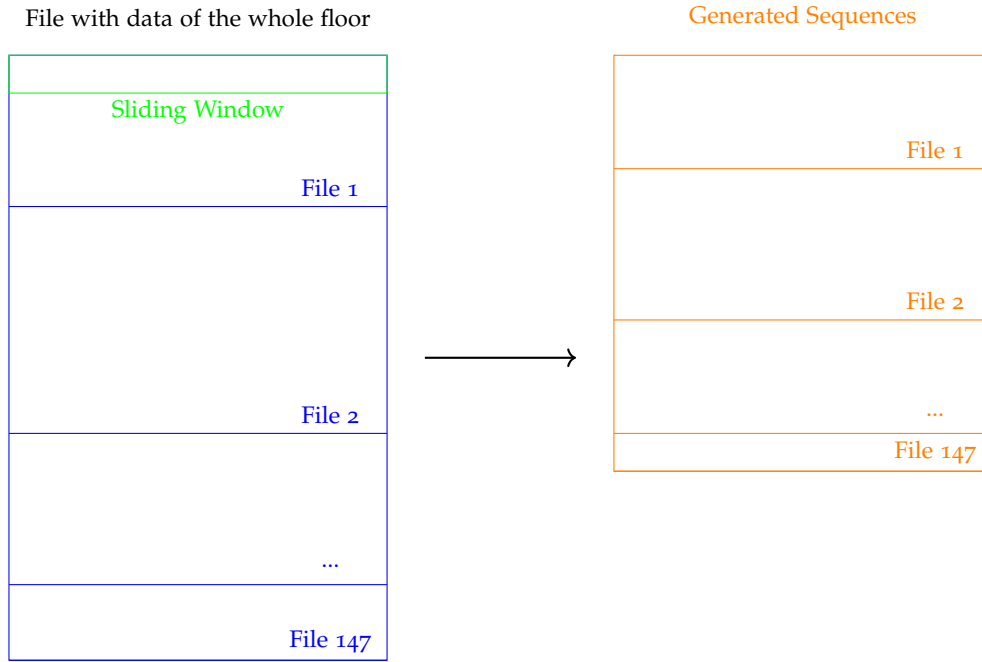 File with data of the whole floor
Sliding Window
File 1
File 2
...
File 147
Generated Sequences
File 1
File 2
...
File 147